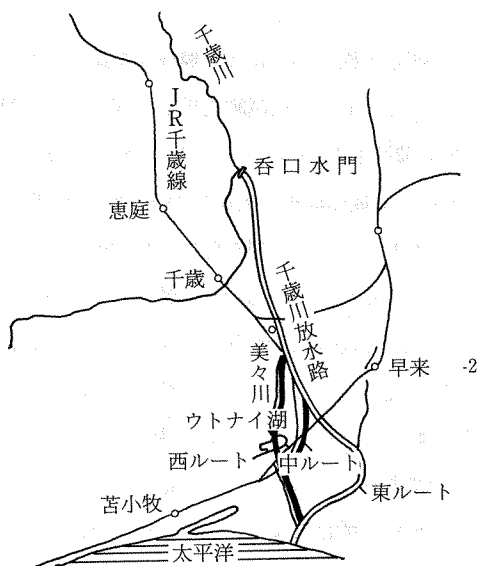 千歳川
JR千歳線
呑口水門
恵庭
千歳
千歳川放水路
美々川
早来
-2
ウトナイ湖
西ルート
中ルート
東ルート
苫小牧
太平洋